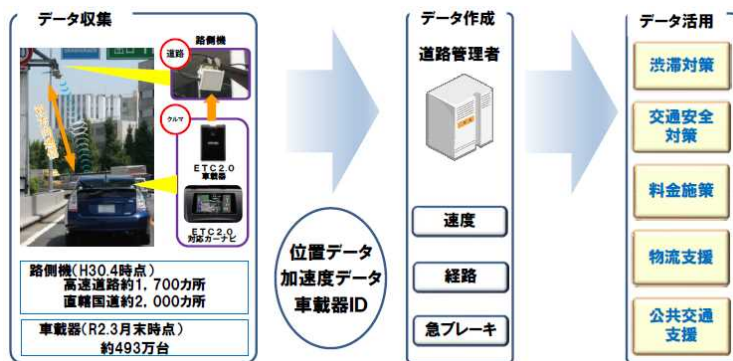 データ収集
路側機
道路
クルマ
ETC2.0
車載器
ETC2.0
対応カーナビ
路側機(H30.4時点)
高速道路約1,700カ所
直轄国道約2,000カ所
車載器(R2.3月末時点)
約493万台
位置データ
加速度データ
車載器ID
データ作成
道路管理者
速度
経路
急ブレーキ
データ活用
渋滞対策
交通安全
対策
料金施策
物流支援
公共交通
支援